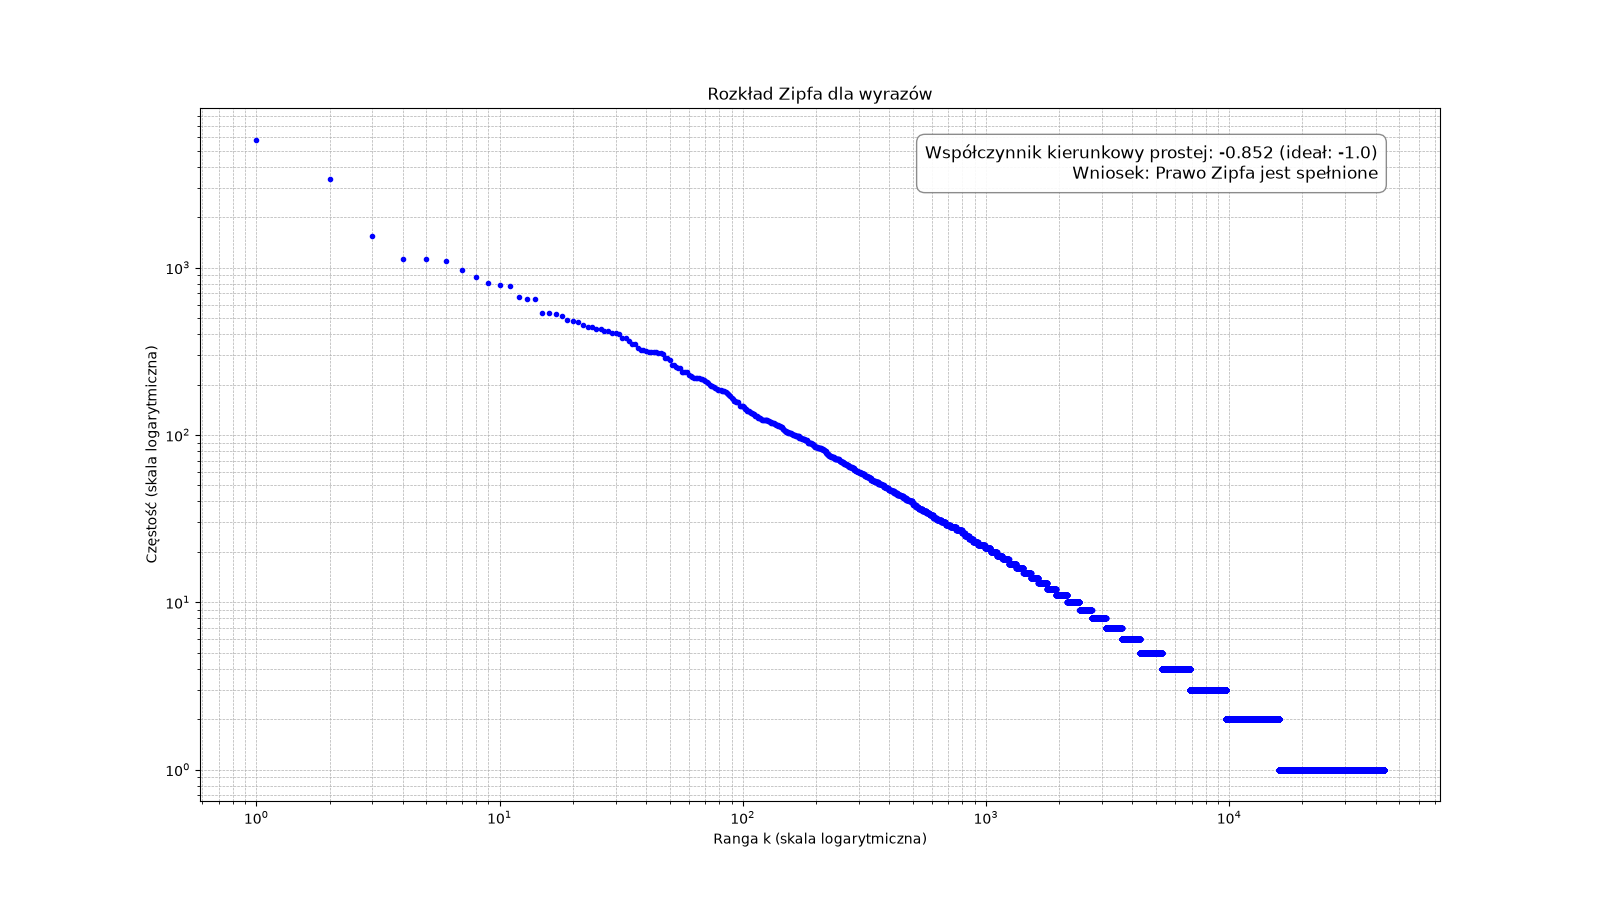 Rozkład Zipfa dla wyrazów
Współczynnik kierunkowy prostej: -0.852 (ideał: -1.0)
Wniosek: Prawo Zipfa jest spełnione
Częstość (skala logarytmiczna)
10³
10²
10¹
10⁰
10⁰ 10¹ 10² 10³ 10⁴
Ranga k (skala logarytmiczna)